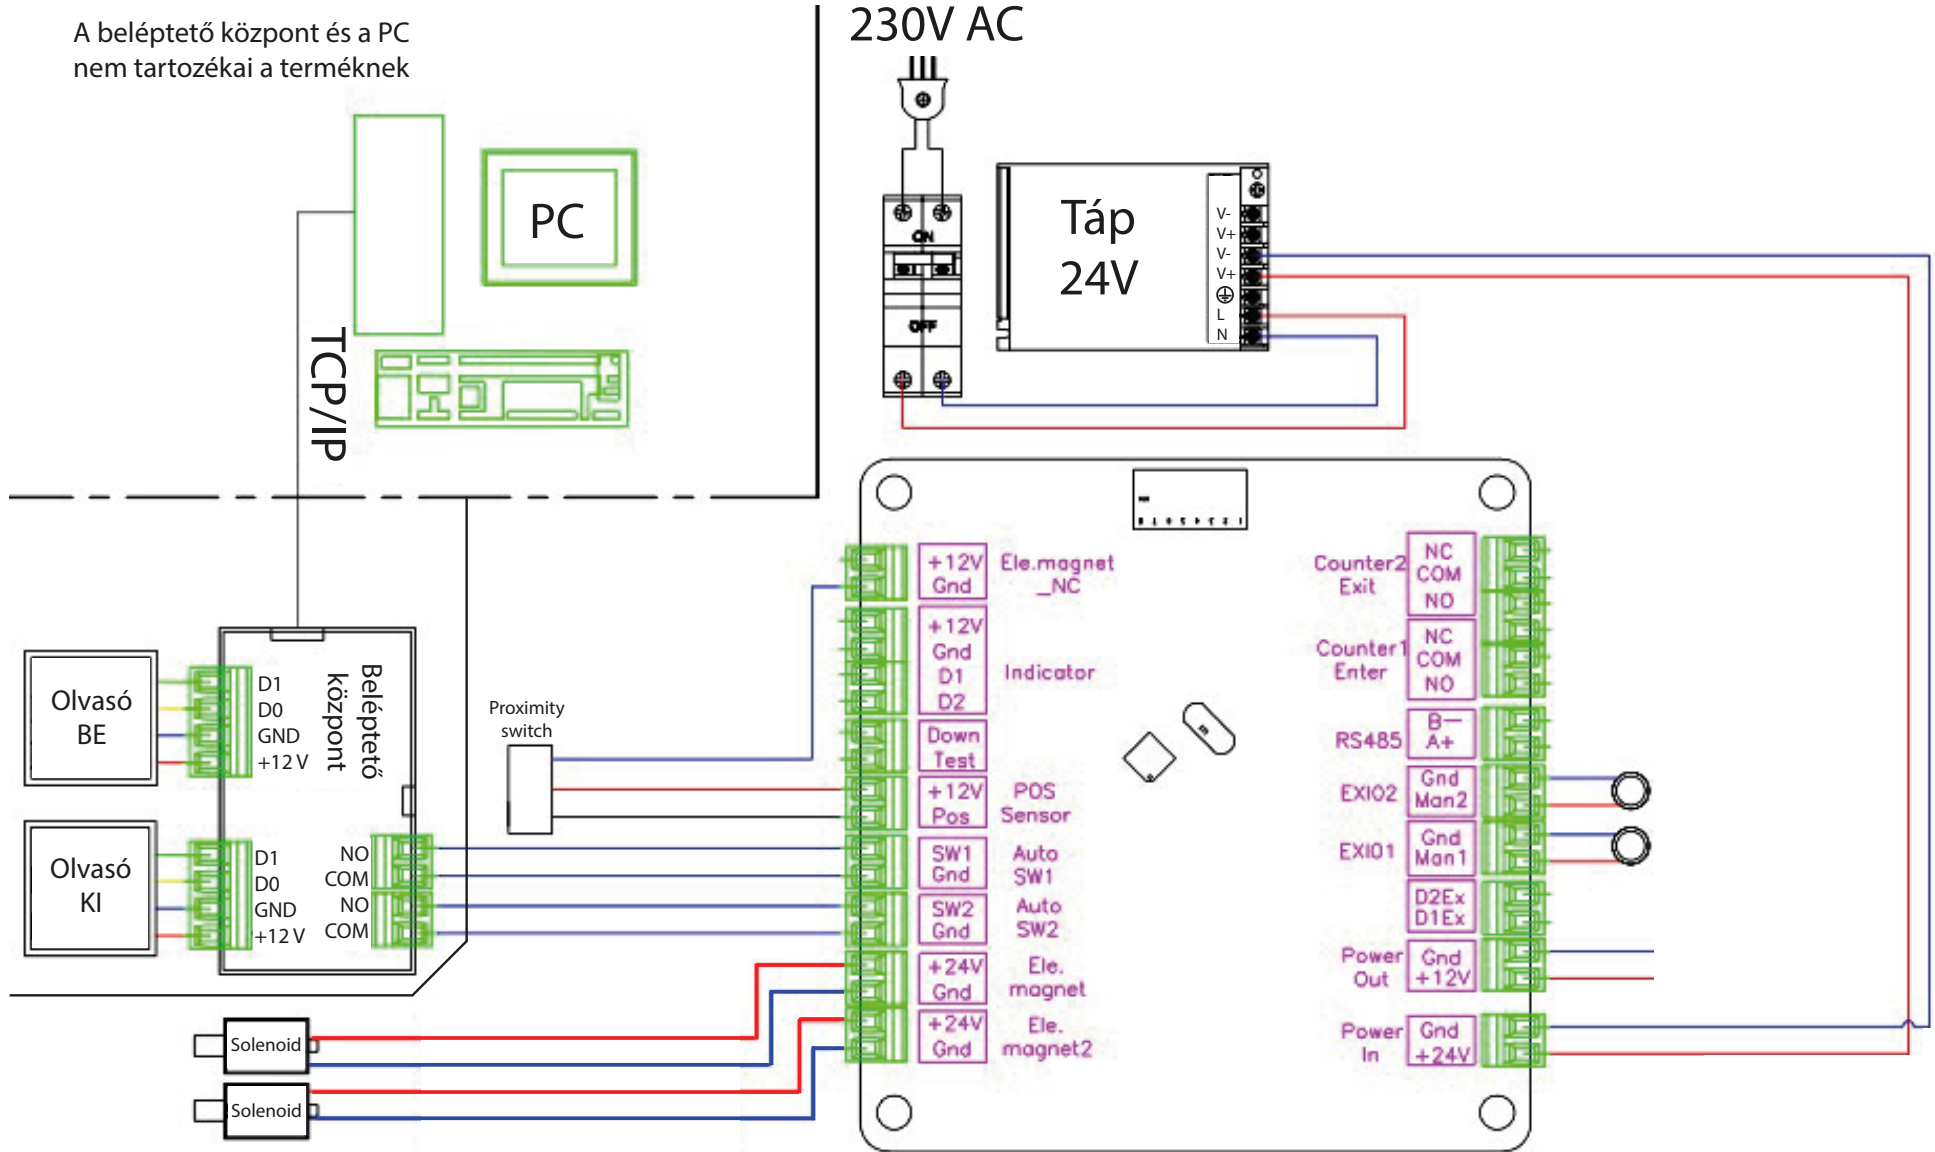 A beléptető központ és a PC
nem tartozékai a terméknek
230V AC
PC
TCP/IP
Táp
24V
V-
V+
V-
V+
L
N
ON
OFF
Olvasó
BE
D1
D0
GND
+12 V
Beléptető
központ
Olvasó
KI
D1
D0
GND
+12 V
NO
COM
NO
COM
Proximity
switch
Solenoid
Solenoid
+12V
Gnd
Ele.magnet
_NC
+12V
Gnd
D1
D2
Indicator
Down
Test
+12V
Pos
POS
Sensor
SW1
Gnd
Auto
SW1
SW2
Gnd
Auto
SW2
+24V
Gnd
Ele.
magnet
+24V
Gnd
Ele.
magnet2
Counter2
Exit
NC
COM
NO
Counter1
Enter
NC
COM
NO
RS485
B—
A+
EXIO2
Gnd
Man2
EXIO1
Gnd
Man1
D2Ex
D1Ex
Power
Out
Gnd
+12V
Power
In
Gnd
+24V